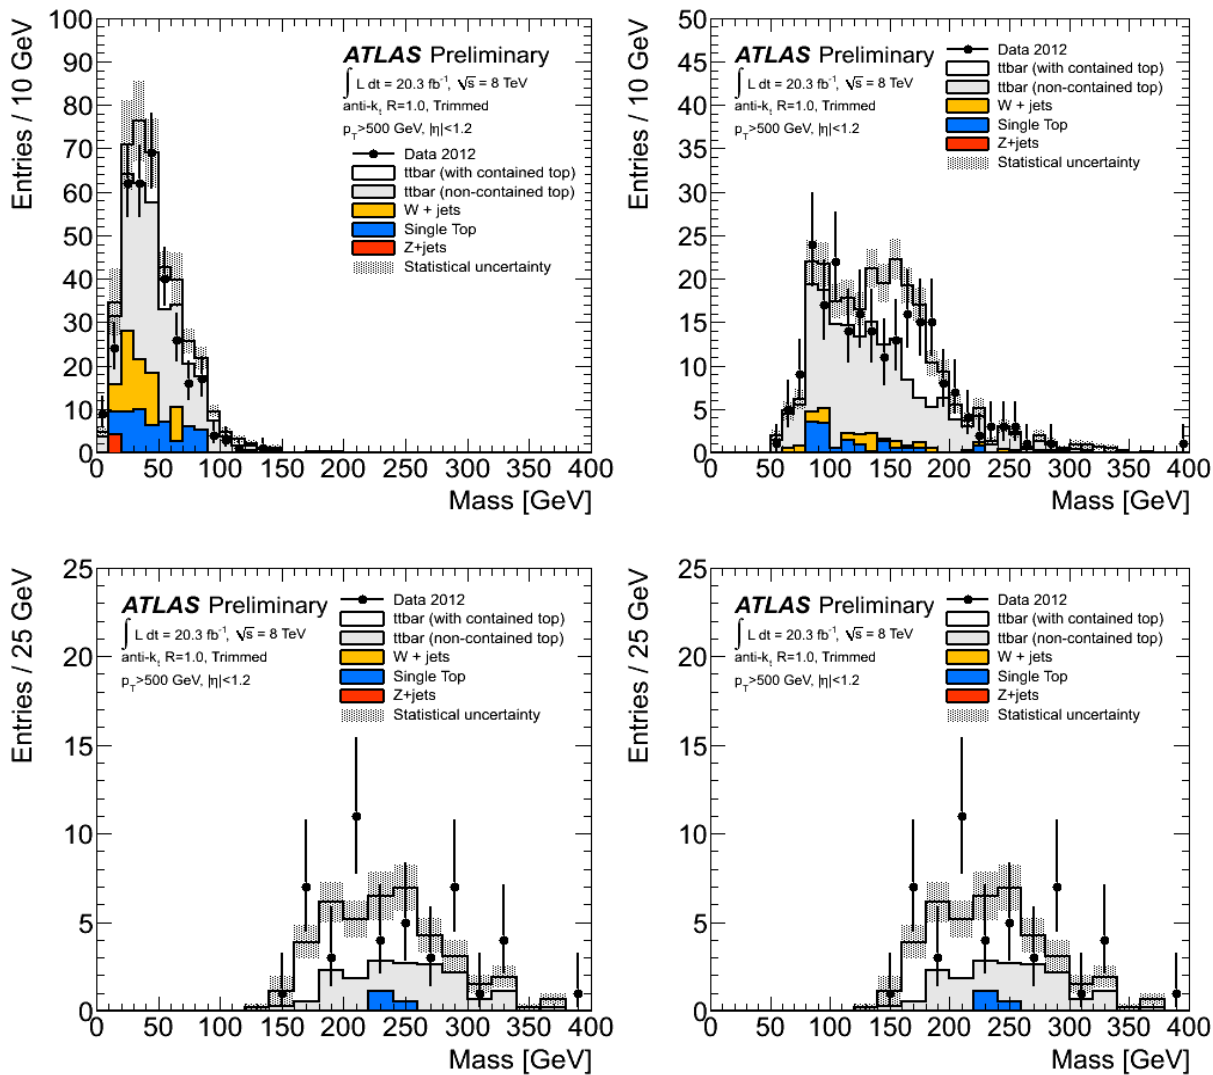 Entries / 10 GeV
100
90
80
70
60
50
40
30
20
10
0
ATLAS Preliminary
∫ L dt = 20.3 fb⁻¹, √s = 8 TeV
anti-kₜ R=1.0, Trimmed
p_T>500 GeV, |η|<1.2
Data 2012
ttbar (with contained top)
ttbar (non-contained top)
W + jets
Single Top
Z+jets
Statistical uncertainty
0 50 100 150 200 250 300 350 400
Mass [GeV]
Entries / 10 GeV
50
45
40
35
30
25
20
15
10
5
0
ATLAS Preliminary
∫ L dt = 20.3 fb⁻¹, √s = 8 TeV
anti-kₜ R=1.0, Trimmed
p_T>500 GeV, |η|<1.2
Data 2012
ttbar (with contained top)
ttbar (non-contained top)
W + jets
Single Top
Z+jets
Statistical uncertainty
0 50 100 150 200 250 300 350 400
Mass [GeV]
Entries / 25 GeV
25
20
15
10
5
0
ATLAS Preliminary
∫ L dt = 20.3 fb⁻¹, √s = 8 TeV
anti-kₜ R=1.0, Trimmed
p_T>500 GeV, |η|<1.2
Data 2012
ttbar (with contained top)
ttbar (non-contained top)
W + jets
Single Top
Z+jets
Statistical uncertainty
0 50 100 150 200 250 300 350 400
Mass [GeV]
Entries / 25 GeV
25
20
15
10
5
0
ATLAS Preliminary
∫ L dt = 20.3 fb⁻¹, √s = 8 TeV
anti-kₜ R=1.0, Trimmed
p_T>500 GeV, |η|<1.2
Data 2012
ttbar (with contained top)
ttbar (non-contained top)
W + jets
Single Top
Z+jets
Statistical uncertainty
0 50 100 150 200 250 300 350 400
Mass [GeV]